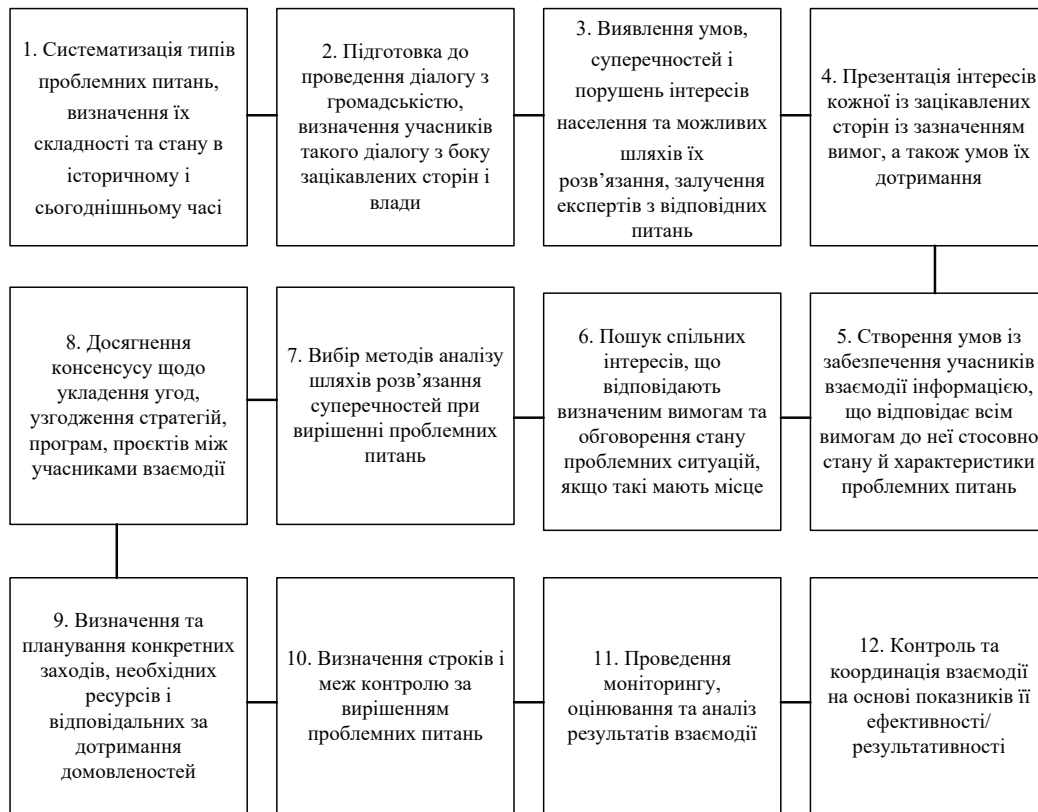 1. Систематизація типів
проблемних питань,
визначення їх
складності та стану в
історичному і
сьогоднішньому часі
2. Підготовка до
проведення діалогу з
громадськістю,
визначення учасників
такого діалогу з боку
зацікавлених сторін і
влади
3. Виявлення умов,
суперечностей і
порушень інтересів
населення та можливих
шляхів їх
розв’язання, залучення
експертів з відповідних
питань
4. Презентація інтересів
кожної із зацікавлених
сторін із зазначенням
вимог, а також умов їх
дотримання
5. Створення умов із
забезпечення учасників
взаємодії інформацією,
що відповідає всім
вимогам до неї стосовно
стану й характеристики
проблемних питань
6. Пошук спільних
інтересів, що
відповідають
визначеним вимогам та
обговорення стану
проблемних ситуацій,
якщо такі мають місце
7. Вибір методів аналізу
шляхів розв’язання
суперечностей при
вирішенні проблемних
питань
8. Досягнення
консенсусу щодо
укладення угод,
узгодження стратегій,
програм, проєктів між
учасниками взаємодії
9. Визначення та
планування конкретних
заходів, необхідних
ресурсів і
відповідальних за
дотримання
домовленостей
10. Визначення строків і
меж контролю за
вирішенням
проблемних питань
11. Проведення
моніторингу,
оцінювання та аналіз
результатів взаємодії
12. Контроль та
координація взаємодії
на основі показників її
ефективності/
результативності